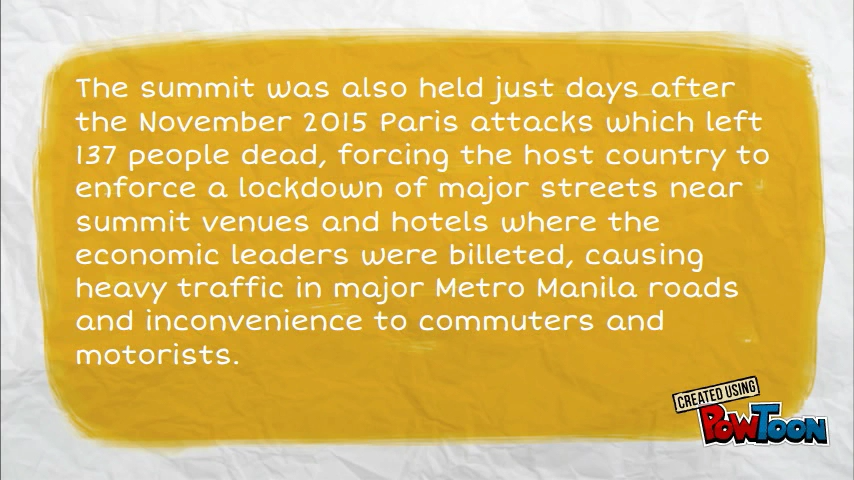 The summit was also held just days after
the November 2015 Paris attacks which left
137 people dead, forcing the host country to
enforce a lockdown of major streets near
summit venues and hotels where the
economic leaders were billeted, causing
heavy traffic in major Metro Manila roads
and inconvenience to commuters and
motorists.
CREATED USING
POWTOON